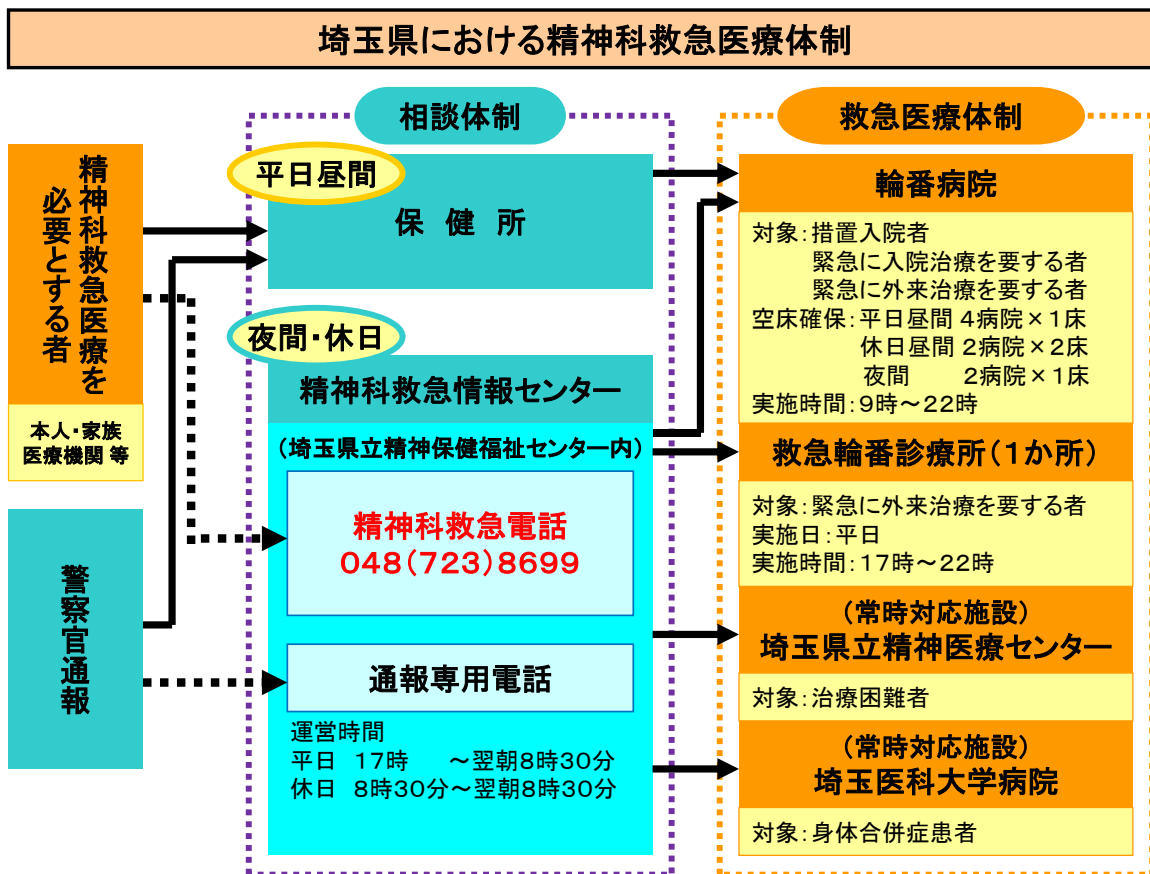 埼玉県における精神科救急医療体制
相談体制
救急医療体制
精神科救急医療を
必要とする者
本人・家族
医療機関 等
警察官通報
平日昼間
保 健 所
夜間・休日
精神科救急情報センター
(埼玉県立精神保健福祉センター内)
精神科救急電話
048(723)8699
通報専用電話
運営時間
平日 17時 ～翌朝8時30分
休日 8時30分～翌朝8時30分
輪番病院
対象:措置入院者
緊急に入院治療を要する者
緊急に外来治療を要する者
空床確保:平日昼間 4病院×1床
休日昼間 2病院×2床
夜間 2病院×1床
実施時間:9時～22時
救急輪番診療所(1か所)
対象:緊急に外来治療を要する者
実施日:平日
実施時間:17時～22時
(常時対応施設)
埼玉県立精神医療センター
対象:治療困難者
(常時対応施設)
埼玉医科大学病院
対象:身体合併症患者